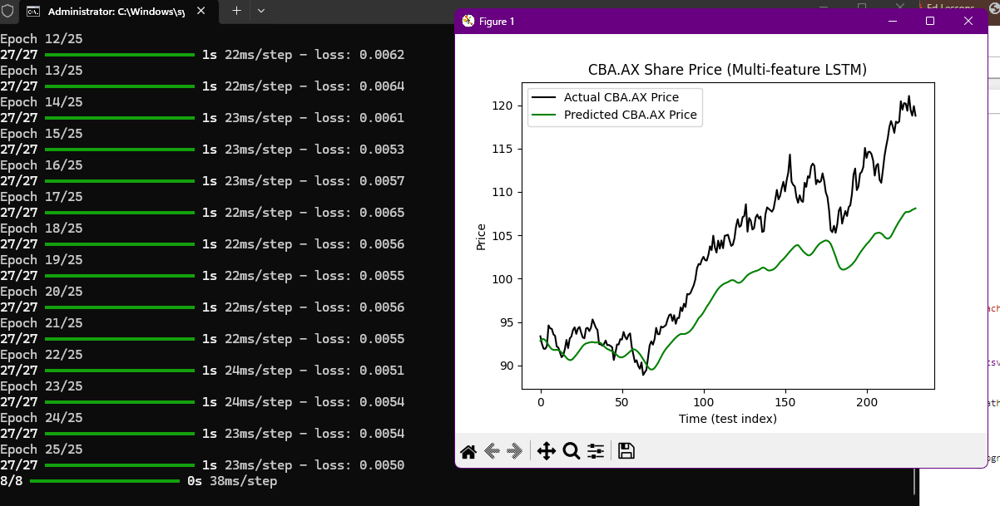 Administrator: C:\Windows\sy
Epoch 12/25
27/27 1s 22ms/step - loss: 0.0062
Epoch 13/25
27/27 1s 22ms/step - loss: 0.0064
Epoch 14/25
27/27 1s 23ms/step - loss: 0.0061
Epoch 15/25
27/27 1s 23ms/step - loss: 0.0053
Epoch 16/25
27/27 1s 23ms/step - loss: 0.0057
Epoch 17/25
27/27 1s 22ms/step - loss: 0.0065
Epoch 18/25
27/27 1s 22ms/step - loss: 0.0056
Epoch 19/25
27/27 1s 22ms/step - loss: 0.0055
Epoch 20/25
27/27 1s 22ms/step - loss: 0.0056
Epoch 21/25
27/27 1s 22ms/step - loss: 0.0055
Epoch 22/25
27/27 1s 24ms/step - loss: 0.0051
Epoch 23/25
27/27 1s 24ms/step - loss: 0.0054
Epoch 24/25
27/27 1s 23ms/step - loss: 0.0054
Epoch 25/25
27/27 1s 23ms/step - loss: 0.0050
8/8 0s 38ms/step
Figure 1
CBA.AX Share Price (Multi-feature LSTM)
Actual CBA.AX Price
Predicted CBA.AX Price
Price
120
115
110
105
100
95
90
0 50 100 150 200
Time (test index)
Ed Lessons